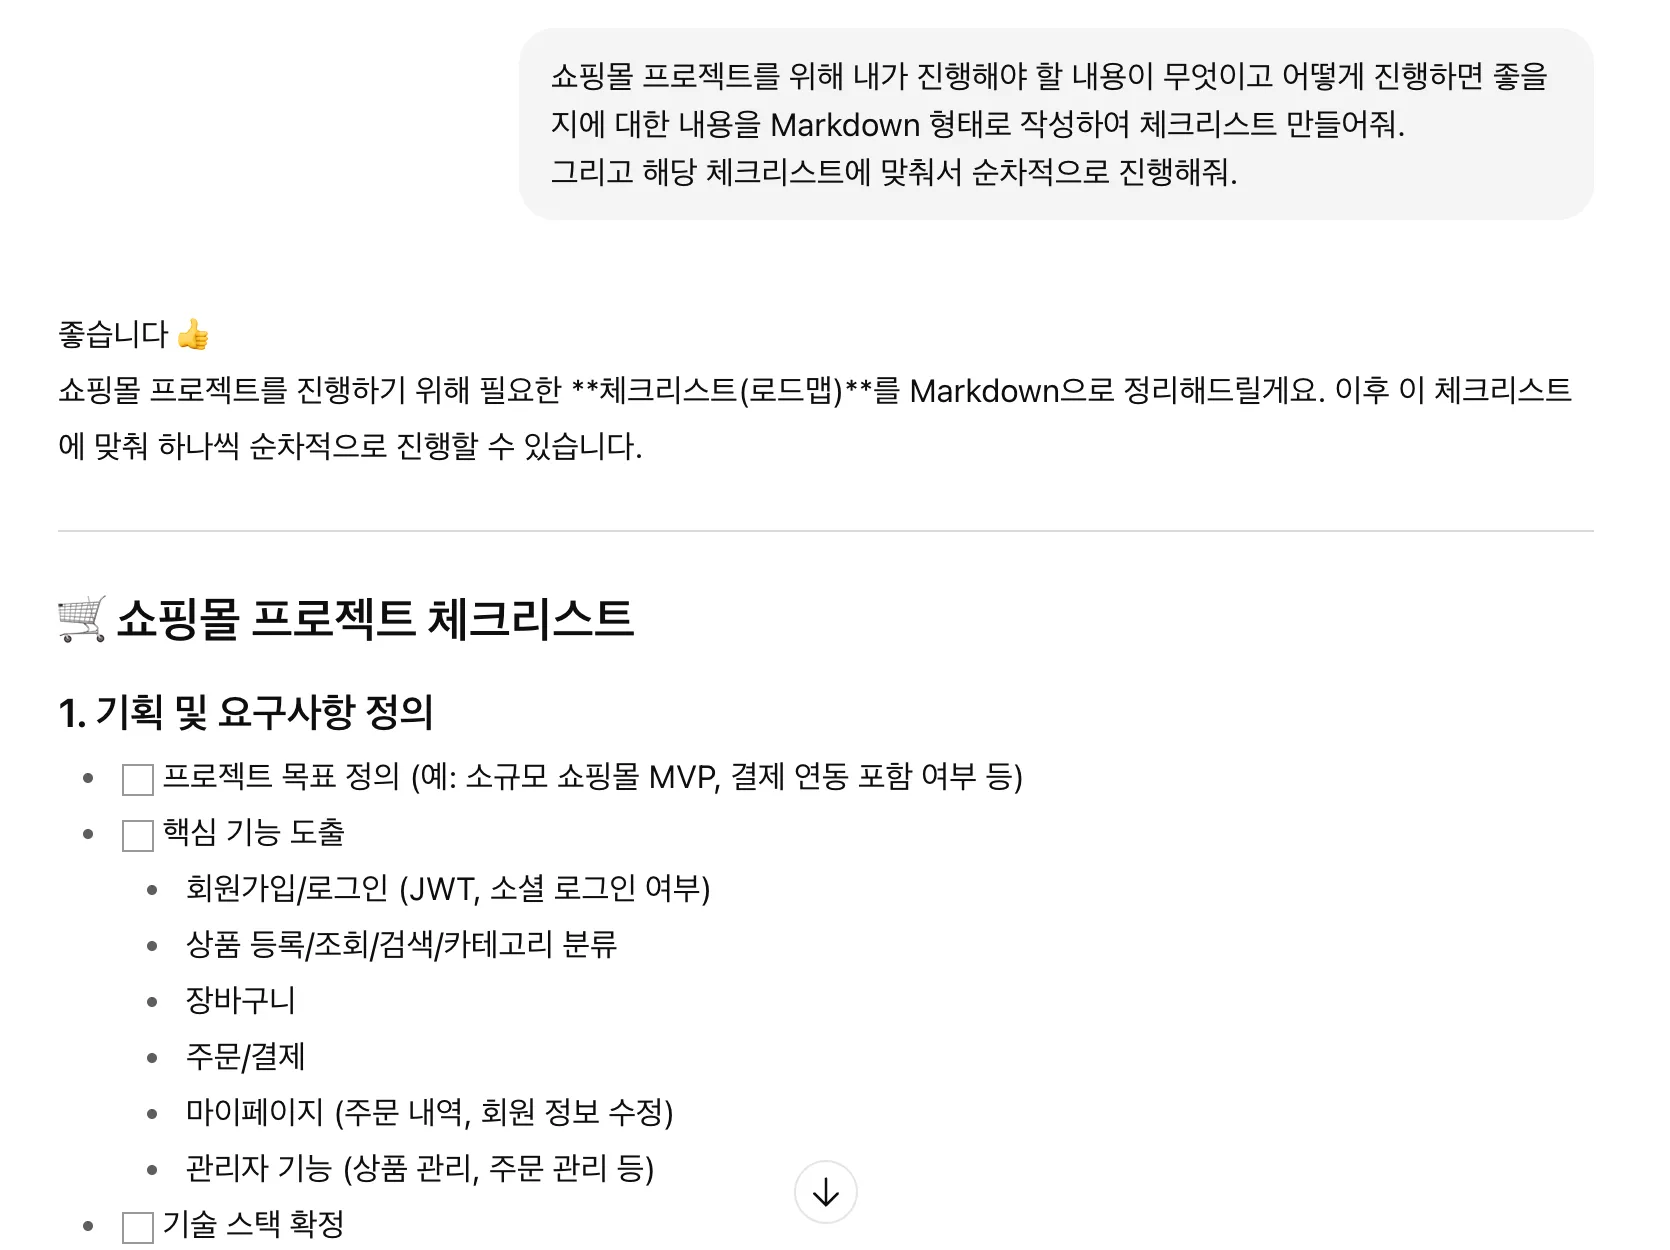 쇼핑몰 프로젝트를 위해 내가 진행해야 할 내용이 무엇이고 어떻게 진행하면 좋을
지에 대한 내용을 Markdown 형태로 작성하여 체크리스트 만들어줘.
그리고 해당 체크리스트에 맞춰서 순차적으로 진행해줘.
좋습니다 👍
쇼핑몰 프로젝트를 진행하기 위해 필요한 **체크리스트(로드맵)**를 Markdown으로 정리해드릴게요. 이후 이 체크리스트
에 맞춰 하나씩 순차적으로 진행할 수 있습니다.
🛒 쇼핑몰 프로젝트 체크리스트
1. 기획 및 요구사항 정의
• ☐ 프로젝트 목표 정의 (예: 소규모 쇼핑몰 MVP, 결제 연동 포함 여부 등)
• ☐ 핵심 기능 도출
• 회원가입/로그인 (JWT, 소셜 로그인 여부)
• 상품 등록/조회/검색/카테고리 분류
• 장바구니
• 주문/결제
• 마이페이지 (주문 내역, 회원 정보 수정)
• 관리자 기능 (상품 관리, 주문 관리 등)
• ☐ 기술 스택 확정